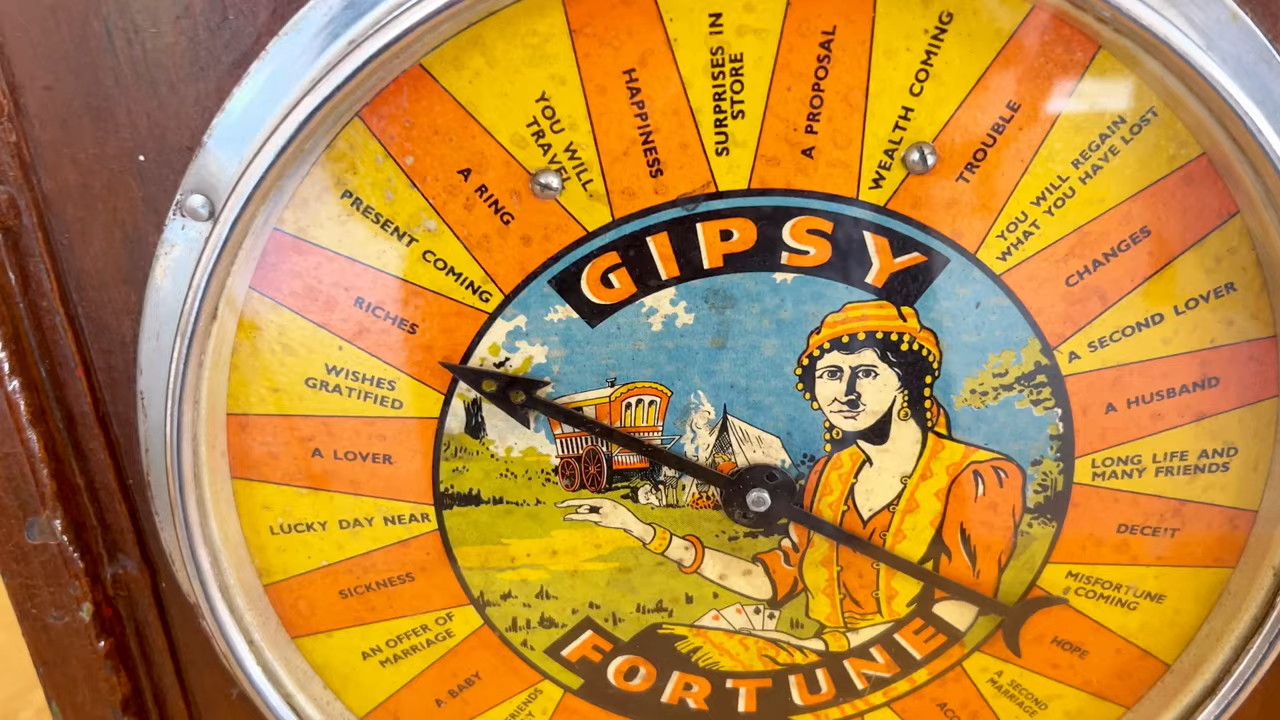 GIPSY
FORTUNE
SURPRISES IN
STORE
A PROPOSAL
WEALTH COMING
TROUBLE
YOU WILL REGAIN
WHAT YOU HAVE LOST
CHANGES
A SECOND LOVER
A HUSBAND
LONG LIFE AND
MANY FRIENDS
DECEIT
MISFORTUNE
COMING
HOPE
A SECOND
MARRIAGE
A BABY
AN OFFER OF
MARRIAGE
SICKNESS
LUCKY DAY NEAR
A LOVER
WISHES
GRATIFIED
RICHES
PRESENT COMING
A RING
YOU WILL
TRAVEL
HAPPINESS